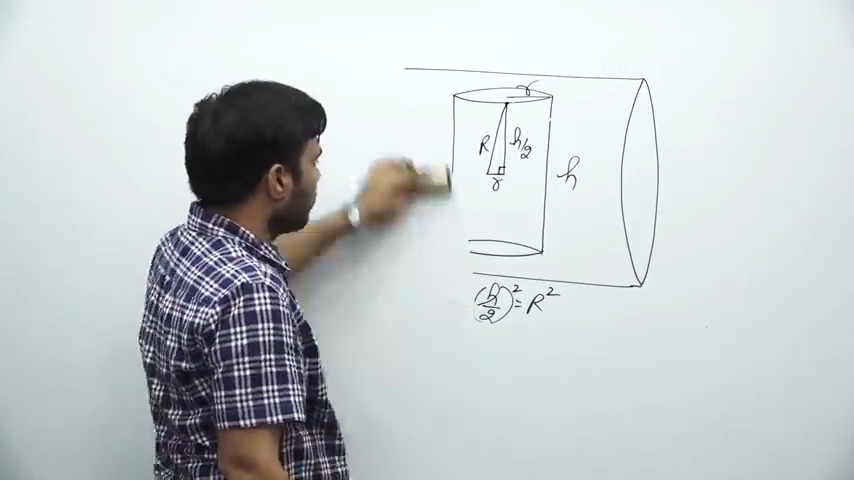 r
R h/2
r
h
(h/2)² = R²